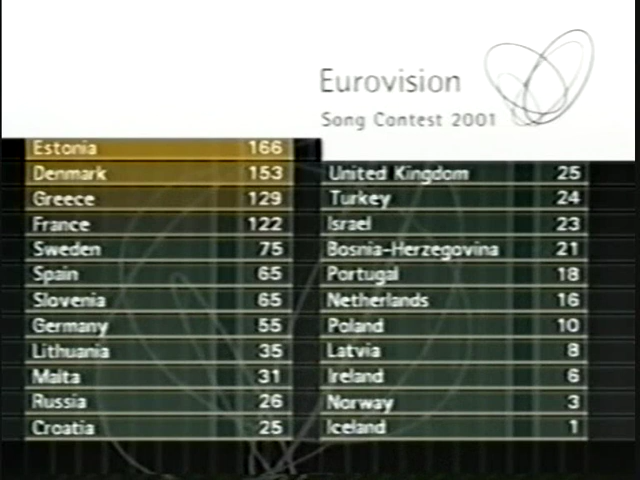 Eurovision
Song Contest 2001
Estonia 166
Denmark 153
Greece 129
France 122
Sweden 75
Spain 65
Slovenia 65
Germany 55
Lithuania 35
Malta 31
Russia 26
Croatia 25
United Kingdom 25
Turkey 24
Israel 23
Bosnia-Herzegovina 21
Portugal 18
Netherlands 16
Poland 10
Latvia 8
Ireland 6
Norway 3
Iceland 1